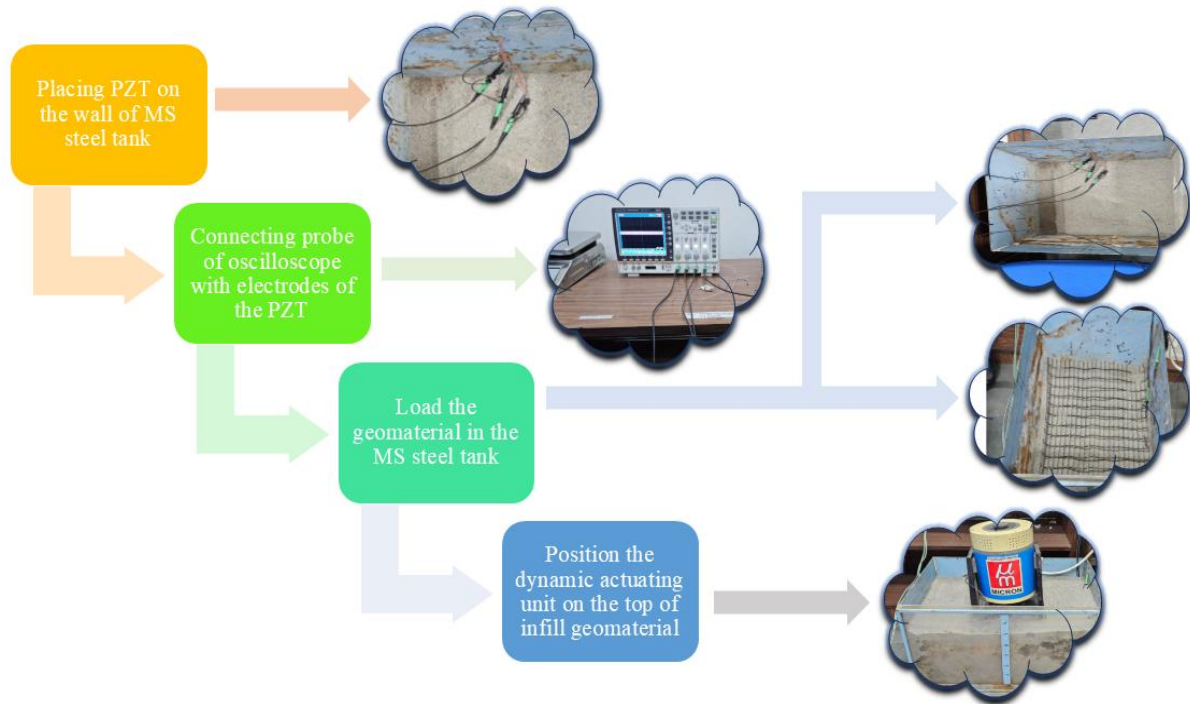 Placing PZT on
the wall of MS
steel tank
Connecting probe
of oscilloscope
with electrodes of
the PZT
Load the
geomaterial in the
MS steel tank
Position the
dynamic actuating
unit on the top of
infill geomaterial
μm
MICRON